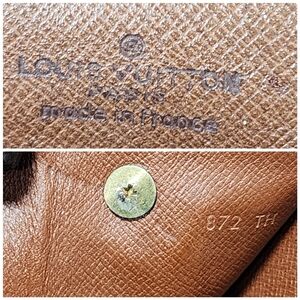 ®
LOUIS VUITTON
PARIS
made in France
872 TH